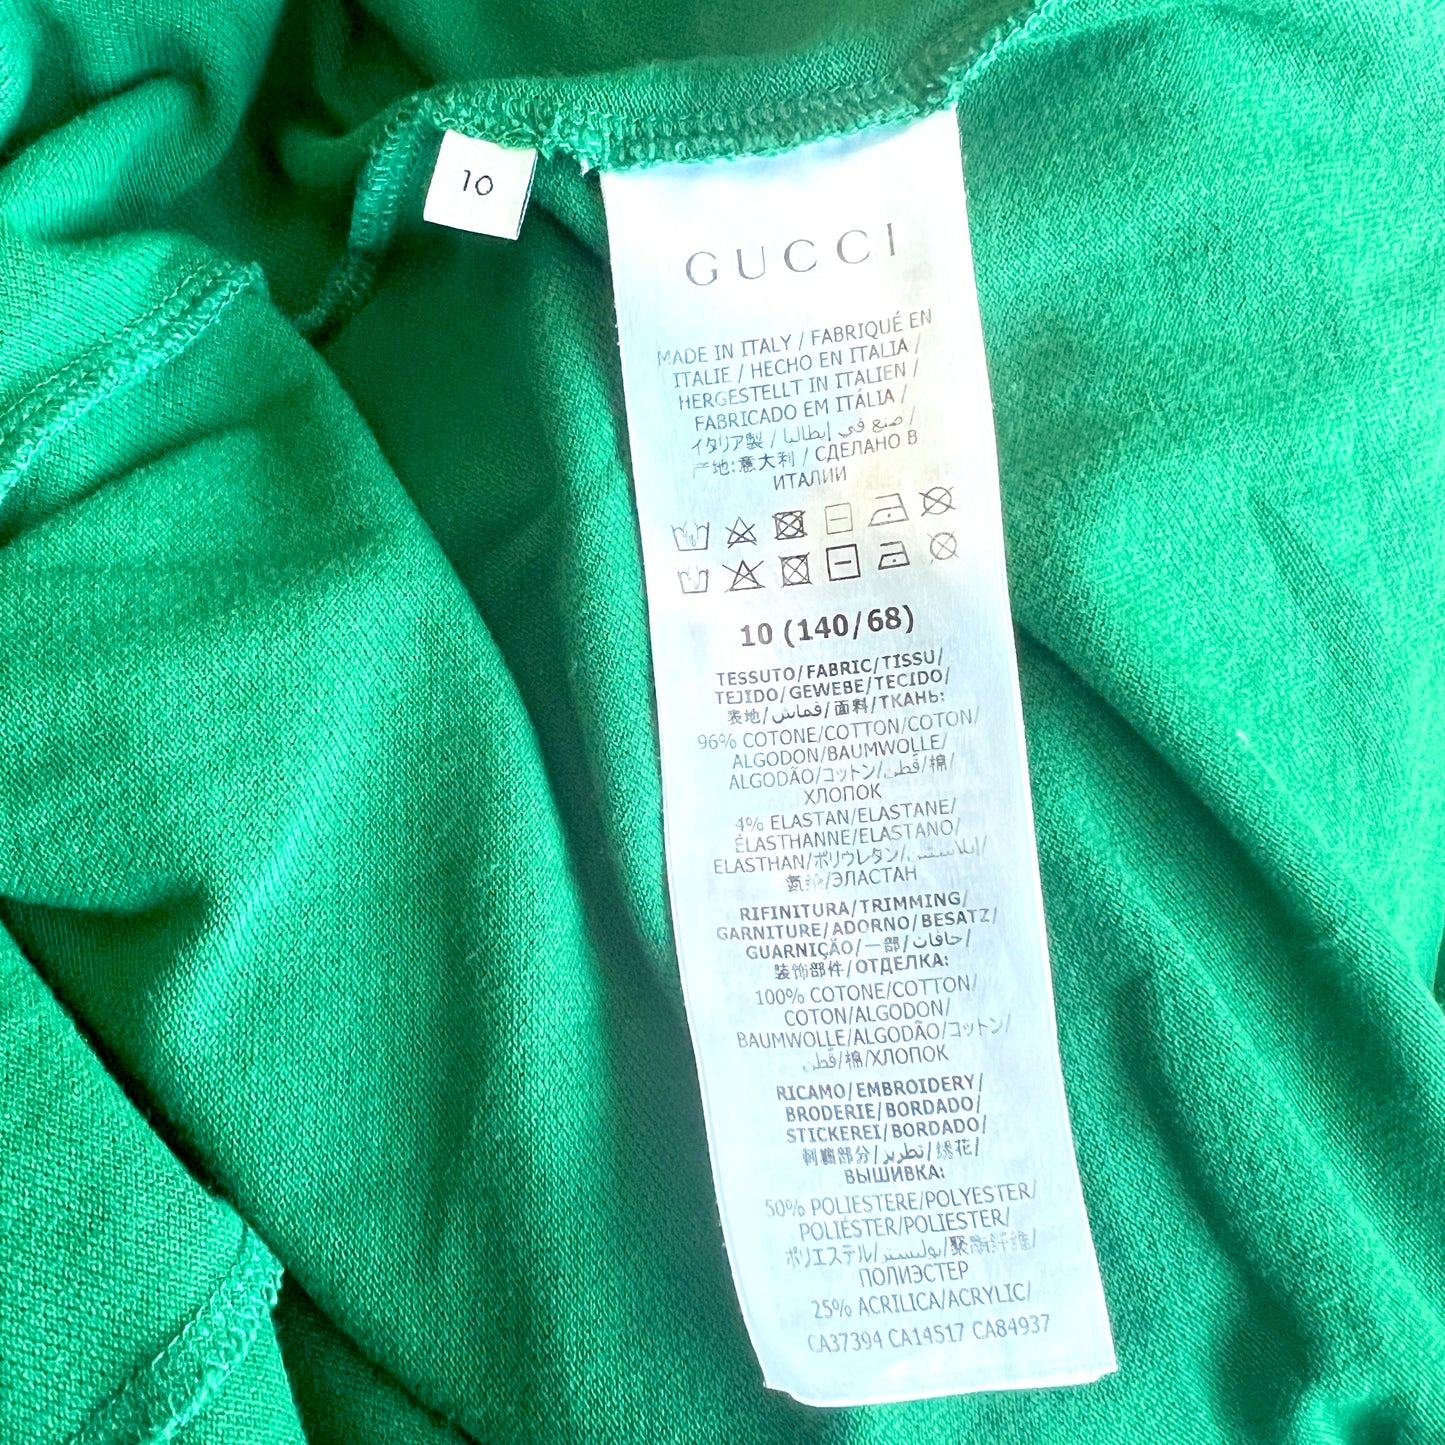 10
GUCCI
MADE IN ITALY / FABRIQUÉ EN
ITALIE / HECHO EN ITALIA /
HERGESTELLT IN ITALIEN /
FABRICADO EM ITÁLIA /
イタリア製 / صنع في إيطاليا /
产地:意大利 / СДЕЛАНО В
ИТАЛИИ
10 (140/68)
TESSUTO/FABRIC/TISSU/
TEJIDO/GEWEBE/TECIDO/
表地/قماش/面料/ТКАНЬ:
96% COTONE/COTTON/COTON/
ALGODON/BAUMWOLLE/
ALGODÃO/コットン/قطن/棉/
ХЛОПОК
4% ELASTAN/ELASTANE/
ÉLASTHANNE/ELASTANO/
ELASTHAN/ポリウレタン/
ЭЛАСТАН
RIFINITURA/TRIMMING/
GARNITURE/ADORNO/BESATZ/
GUARNIÇÃO/一部/حافات/
装饰部件/ОТДЕЛКА:
100% COTONE/COTTON/
COTON/ALGODON/
BAUMWOLLE/ALGODÃO/コットン/
قطن/棉/ХЛОПОК
RICAMO/EMBROIDERY/
BRODERIE/BORDADO/
STICKEREI/BORDADO/
刺繍部分/تطريز/绣花/
ВЫШИВКА:
50% POLIESTERE/POLYESTER/
POLIÉSTER/POLIESTER/
ポリエステル/بوليستر/
ПОЛИЭСТЕР
25% ACRILICA/ACRYLIC/
CA37394 CA14517 CA84937